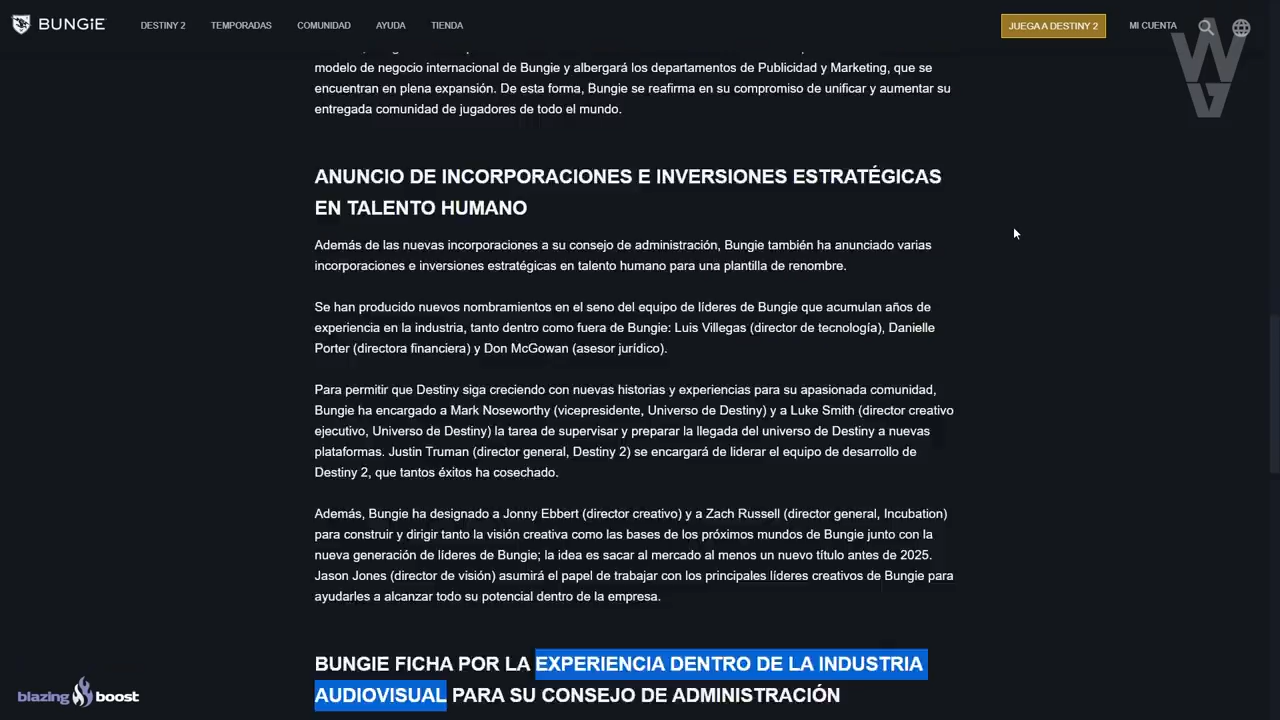 BUNGiE
DESTINY 2
TEMPORADAS
COMUNIDAD
AYUDA
TIENDA
JUEGA A DESTINY 2
MI CUENTA
modelo de negocio internacional de Bungie y albergará los departamentos de Publicidad y Marketing, que se
encuentran en plena expansión. De esta forma, Bungie se reafirma en su compromiso de unificar y aumentar su
entregada comunidad de jugadores de todo el mundo.
ANUNCIO DE INCORPORACIONES E INVERSIONES ESTRATÉGICAS
EN TALENTO HUMANO
Además de las nuevas incorporaciones a su consejo de administración, Bungie también ha anunciado varias
incorporaciones e inversiones estratégicas en talento humano para una plantilla de renombre.
Se han producido nuevos nombramientos en el seno del equipo de líderes de Bungie que acumulan años de
experiencia en la industria, tanto dentro como fuera de Bungie: Luis Villegas (director de tecnología), Danielle
Porter (directora financiera) y Don McGowan (asesor jurídico).
Para permitir que Destiny siga creciendo con nuevas historias y experiencias para su apasionada comunidad,
Bungie ha encargado a Mark Noseworthy (vicepresidente, Universo de Destiny) y a Luke Smith (director creativo
ejecutivo, Universo de Destiny) la tarea de supervisar y preparar la llegada del universo de Destiny a nuevas
plataformas. Justin Truman (director general, Destiny 2) se encargará de liderar el equipo de desarrollo de
Destiny 2, que tantos éxitos ha cosechado.
Además, Bungie ha designado a Jonny Ebbert (director creativo) y a Zach Russell (director general, Incubation)
para construir y dirigir tanto la visión creativa como las bases de los próximos mundos de Bungie junto con la
nueva generación de líderes de Bungie; la idea es sacar al mercado al menos un nuevo título antes de 2025.
Jason Jones (director de visión) asumirá el papel de trabajar con los principales líderes creativos de Bungie para
ayudarles a alcanzar todo su potencial dentro de la empresa.
BUNGIE FICHA POR LA EXPERIENCIA DENTRO DE LA INDUSTRIA
AUDIOVISUAL PARA SU CONSEJO DE ADMINISTRACIÓN
blazing boost